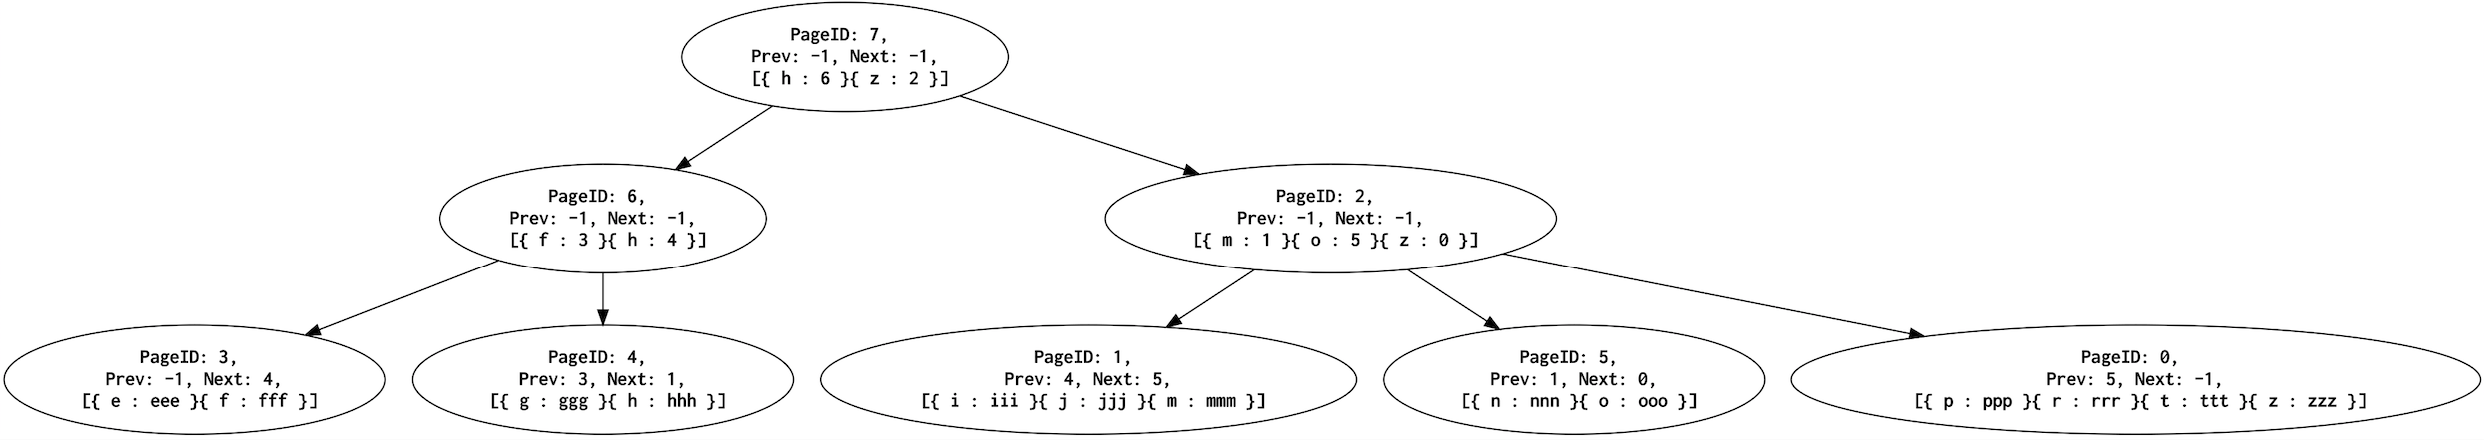 PageID: 7,
Prev: -1, Next: -1,
[{ h : 6 }{ z : 2 }]
PageID: 6,
Prev: -1, Next: -1,
[{ f : 3 }{ h : 4 }]
PageID: 2,
Prev: -1, Next: -1,
[{ m : 1 }{ o : 5 }{ z : 0 }]
PageID: 3,
Prev: -1, Next: 4,
[{ e : eee }{ f : fff }]
PageID: 4,
Prev: 3, Next: 1,
[{ g : ggg }{ h : hhh }]
PageID: 1,
Prev: 4, Next: 5,
[{ i : iii }{ j : jjj }{ m : mmm }]
PageID: 5,
Prev: 1, Next: 0,
[{ n : nnn }{ o : ooo }]
PageID: 0,
Prev: 5, Next: -1,
[{ p : ppp }{ r : rrr }{ t : ttt }{ z : zzz }]